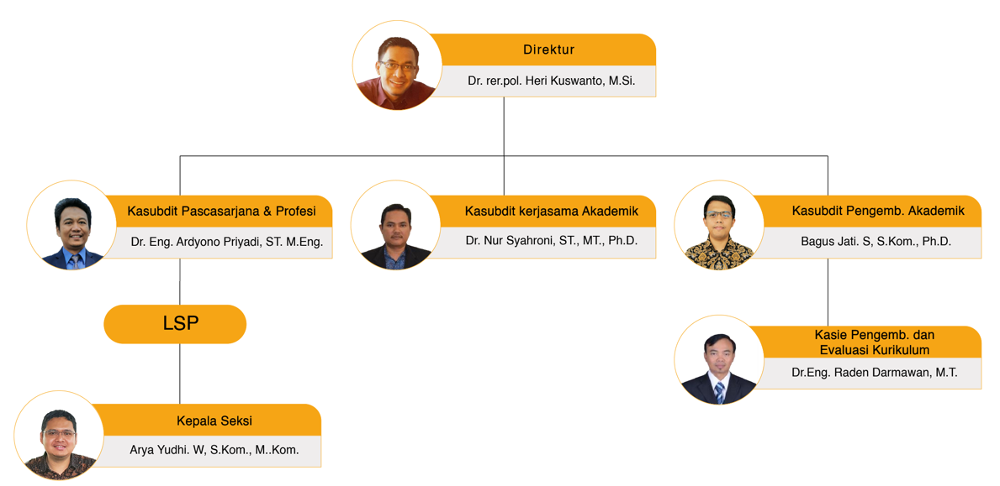 Direktur
Dr. rer.pol. Heri Kuswanto, M.Si.
Kasubdit Pascasarjana & Profesi
Dr. Eng. Ardyono Priyadi, ST. M.Eng.
Kasubdit kerjasama Akademik
Dr. Nur Syahroni, ST., MT., Ph.D.
Kasubdit Pengemb. Akademik
Bagus Jati. S, S.Kom., Ph.D.
LSP
Kasie Pengemb. dan
Evaluasi Kurikulum
Dr.Eng. Raden Darmawan, M.T.
Kepala Seksi
Arya Yudhi. W, S.Kom., M..Kom.